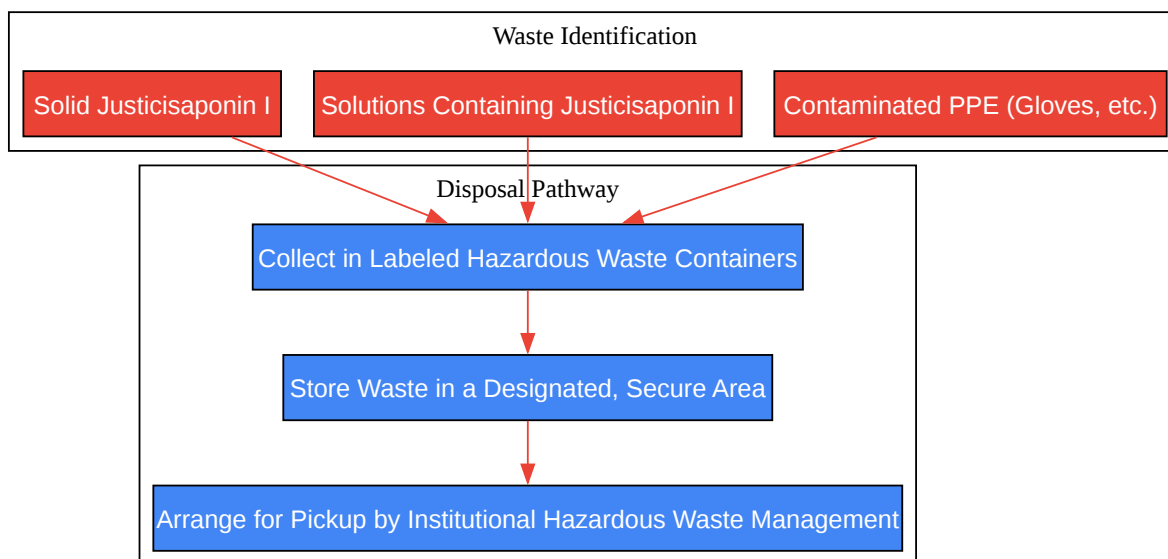 Waste Identification
Solid Justicisaponin I
Solutions Containing Justicisaponin I
Contaminated PPE (Gloves, etc.)
Disposal Pathway
Collect in Labeled Hazardous Waste Containers
Store Waste in a Designated, Secure Area
Arrange for Pickup by Institutional Hazardous Waste Management